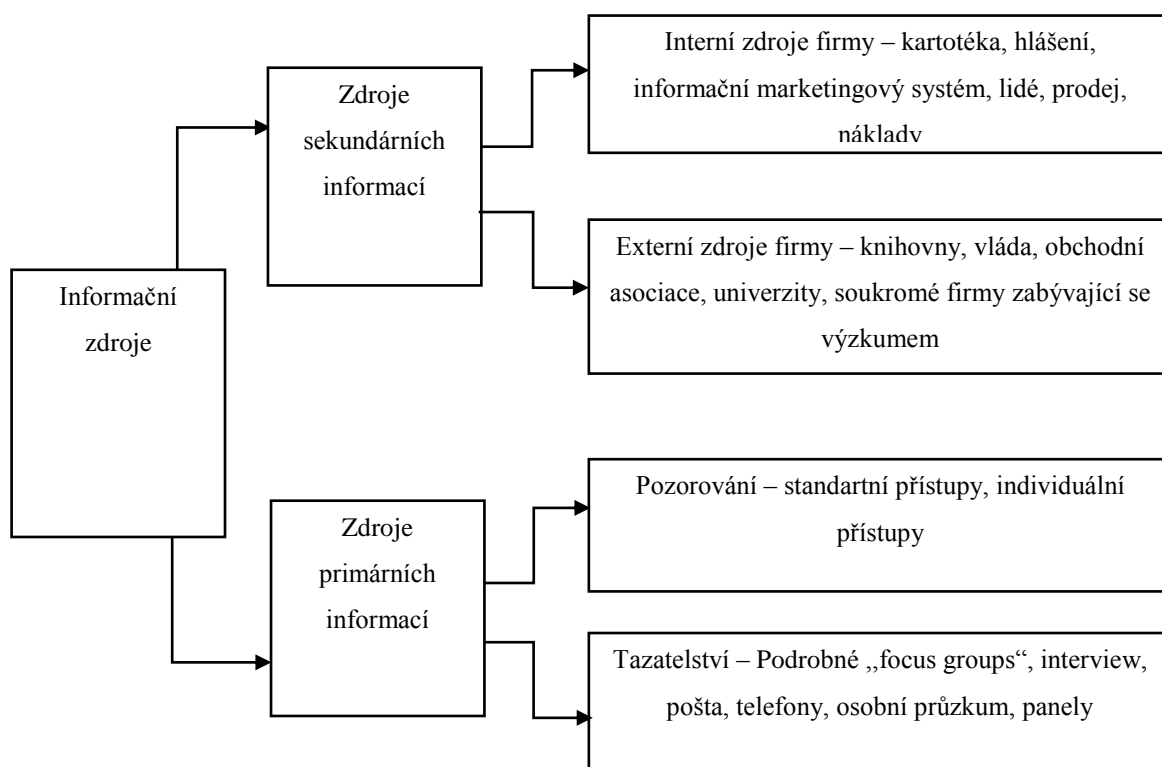 Informační
zdroje
Zdroje
sekundárních
informací
Interní zdroje firmy – kartotéka, hlášení,
informační marketingový systém, lidé, prodej,
náklady
Externí zdroje firmy – knihovny, vláda, obchodní
asociace, univerzity, soukromé firmy zabývající se
výzkumem
Zdroje
primárních
informací
Pozorování – standartní přístupy, individuální
přístupy
Tazatelství – Podrobné ,,focus groups“, interview,
pošta, telefony, osobní průzkum, panely